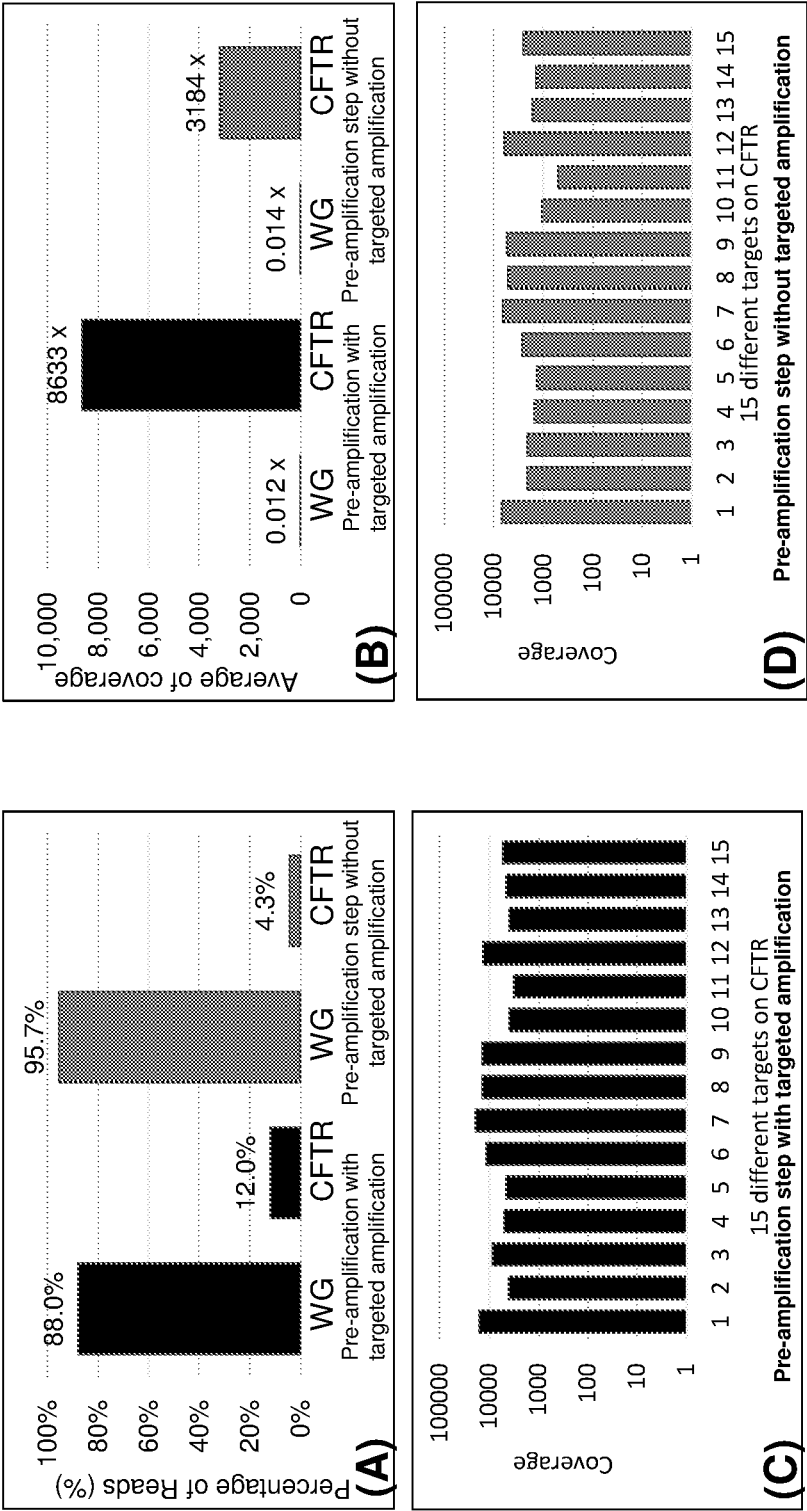 100%
80%
60%
40%
20%
0%
Percentage of Reads (%)
88.0%
12.0%
95.7%
4.3%
WG CFTR WG CFTR
Pre-amplification with
targeted amplification
Pre-amplification step without
targeted amplification
(A)
10,000
8,000
6,000
4,000
2,000
0
Average of coverage
0.012 x
8633 x
0.014 x
3184 x
WG CFTR WG CFTR
Pre-amplification with
targeted amplification
Pre-amplification step without
targeted amplification
(B)
100000
10000
1000
100
10
1
Coverage
1 2 3 4 5 6 7 8 9 10 11 12 13 14 15
15 different targets on CFTR
Pre-amplification step with targeted amplification
(C)
100000
10000
1000
100
10
1
Coverage
1 2 3 4 5 6 7 8 9 10 11 12 13 14 15
15 different targets on CFTR
Pre-amplification step without targeted amplification
(D)